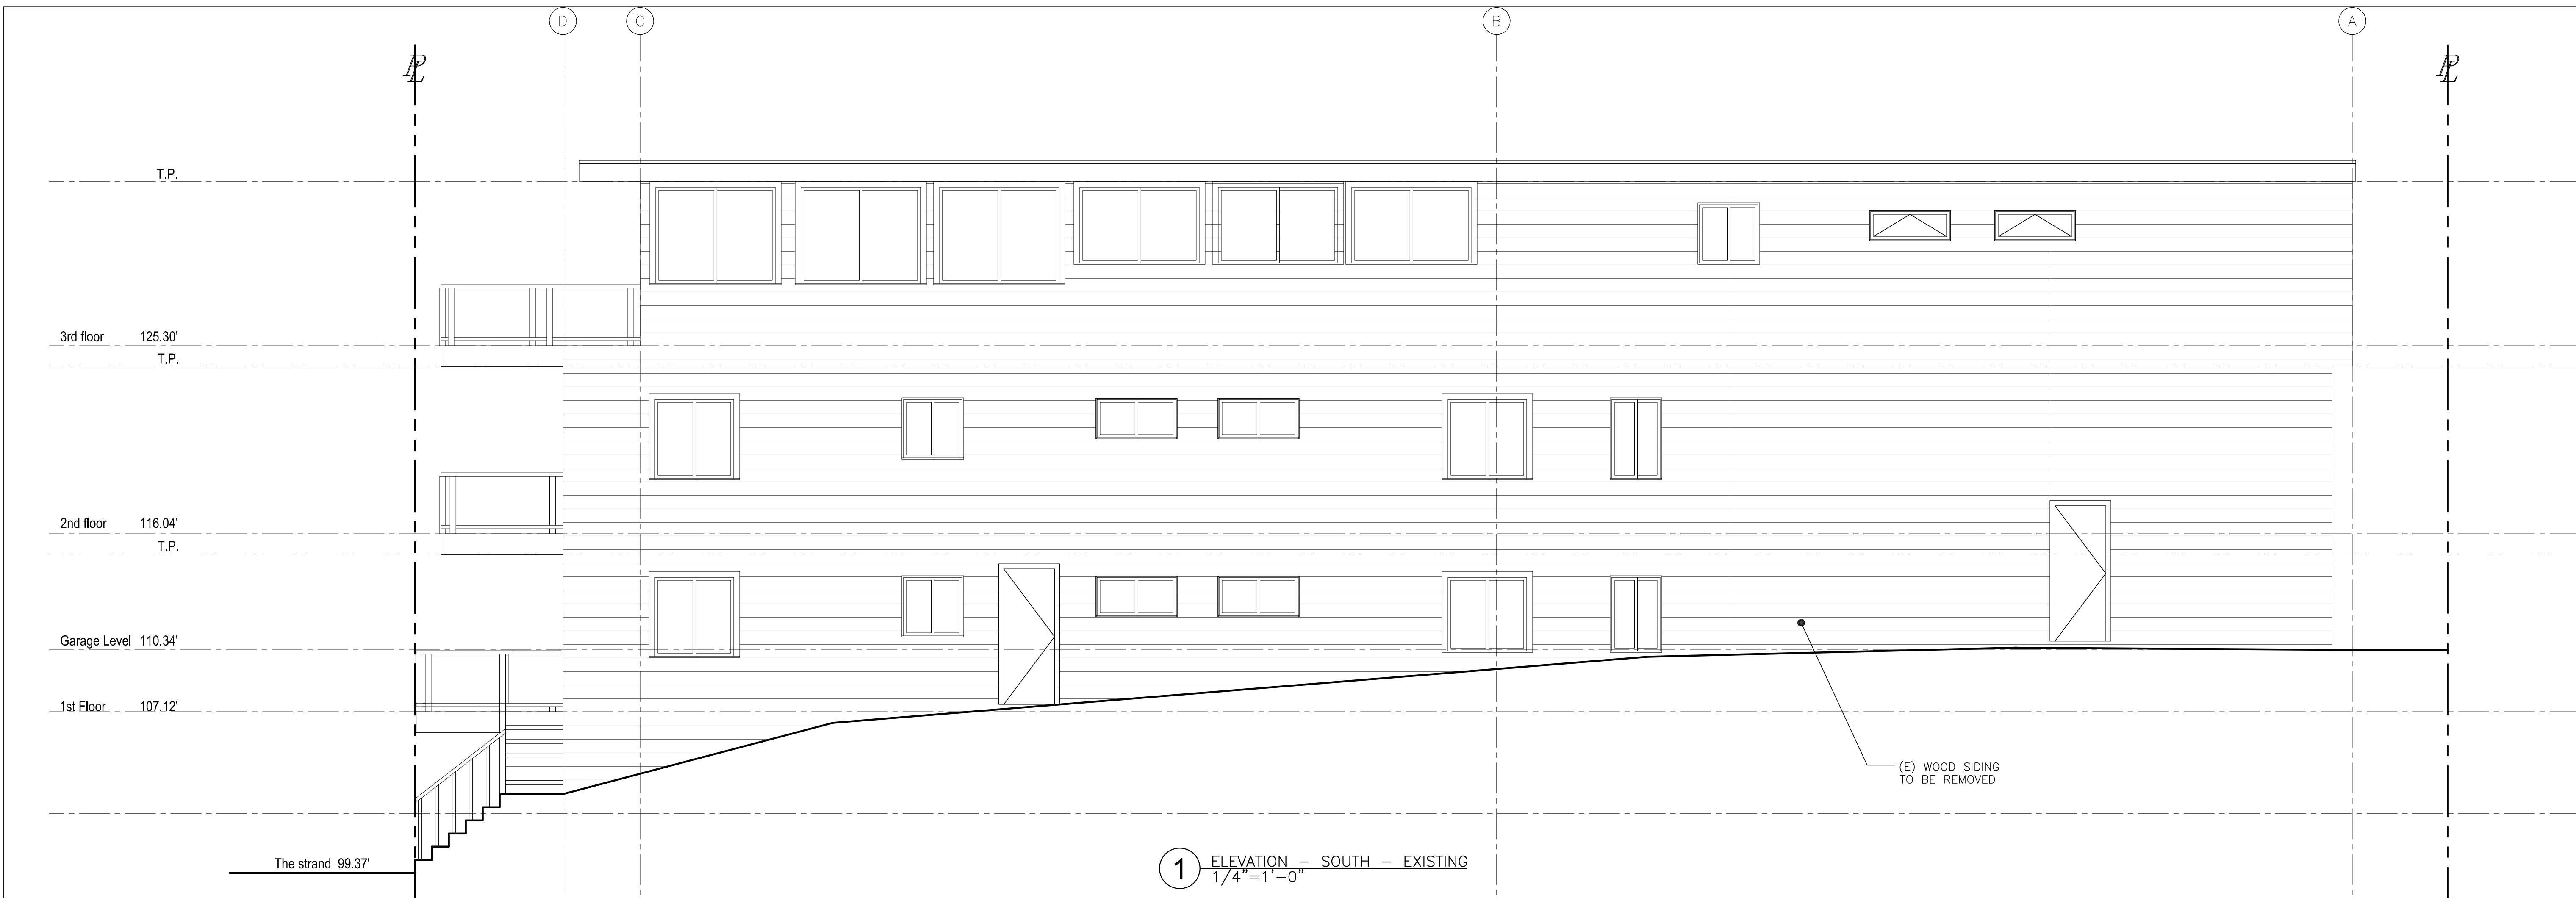 D
C
B
A
PL
PL
T.P.
3rd floor 125.30'
T.P.
2nd floor 116.04'
T.P.
Garage Level 110.34'
1st Floor 107.12'
(E) WOOD SIDING
TO BE REMOVED
The strand 99.37'
1
ELEVATION – SOUTH – EXISTING
1/4"=1'-0"